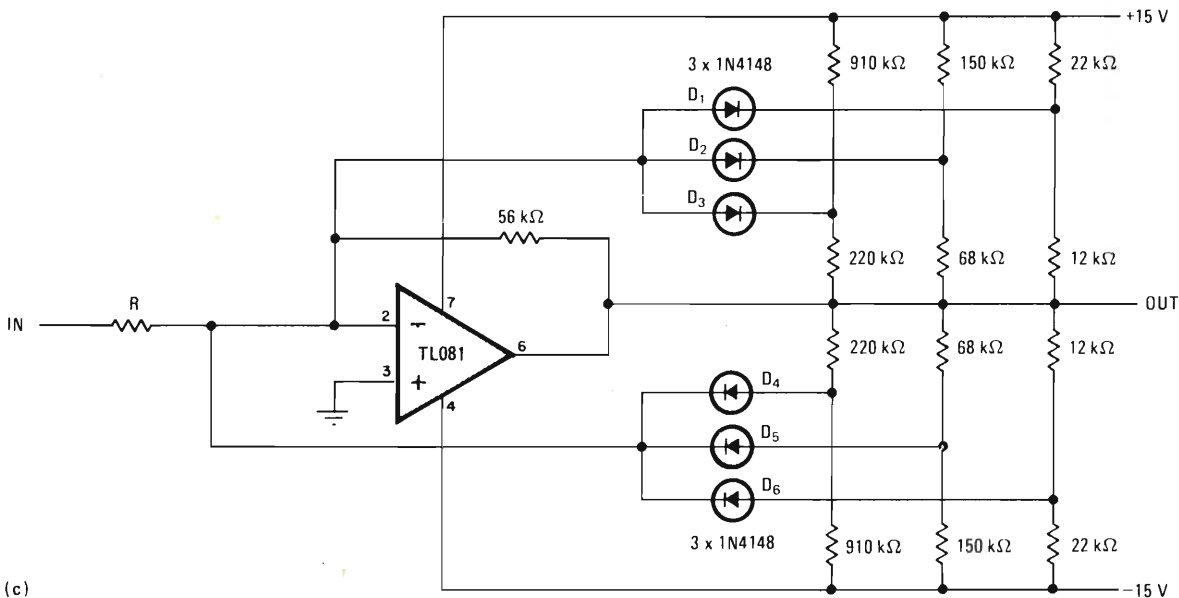 +15 V
910 kΩ
150 kΩ
22 kΩ
3 x 1N4148
D1
D2
D3
56 kΩ
220 kΩ
68 kΩ
12 kΩ
R
7
OUT
IN
2
−
TL081
6
3
+
4
220 kΩ
68 kΩ
12 kΩ
D4
D5
D6
3 x 1N4148
910 kΩ
150 kΩ
22 kΩ
(c)
−15 V